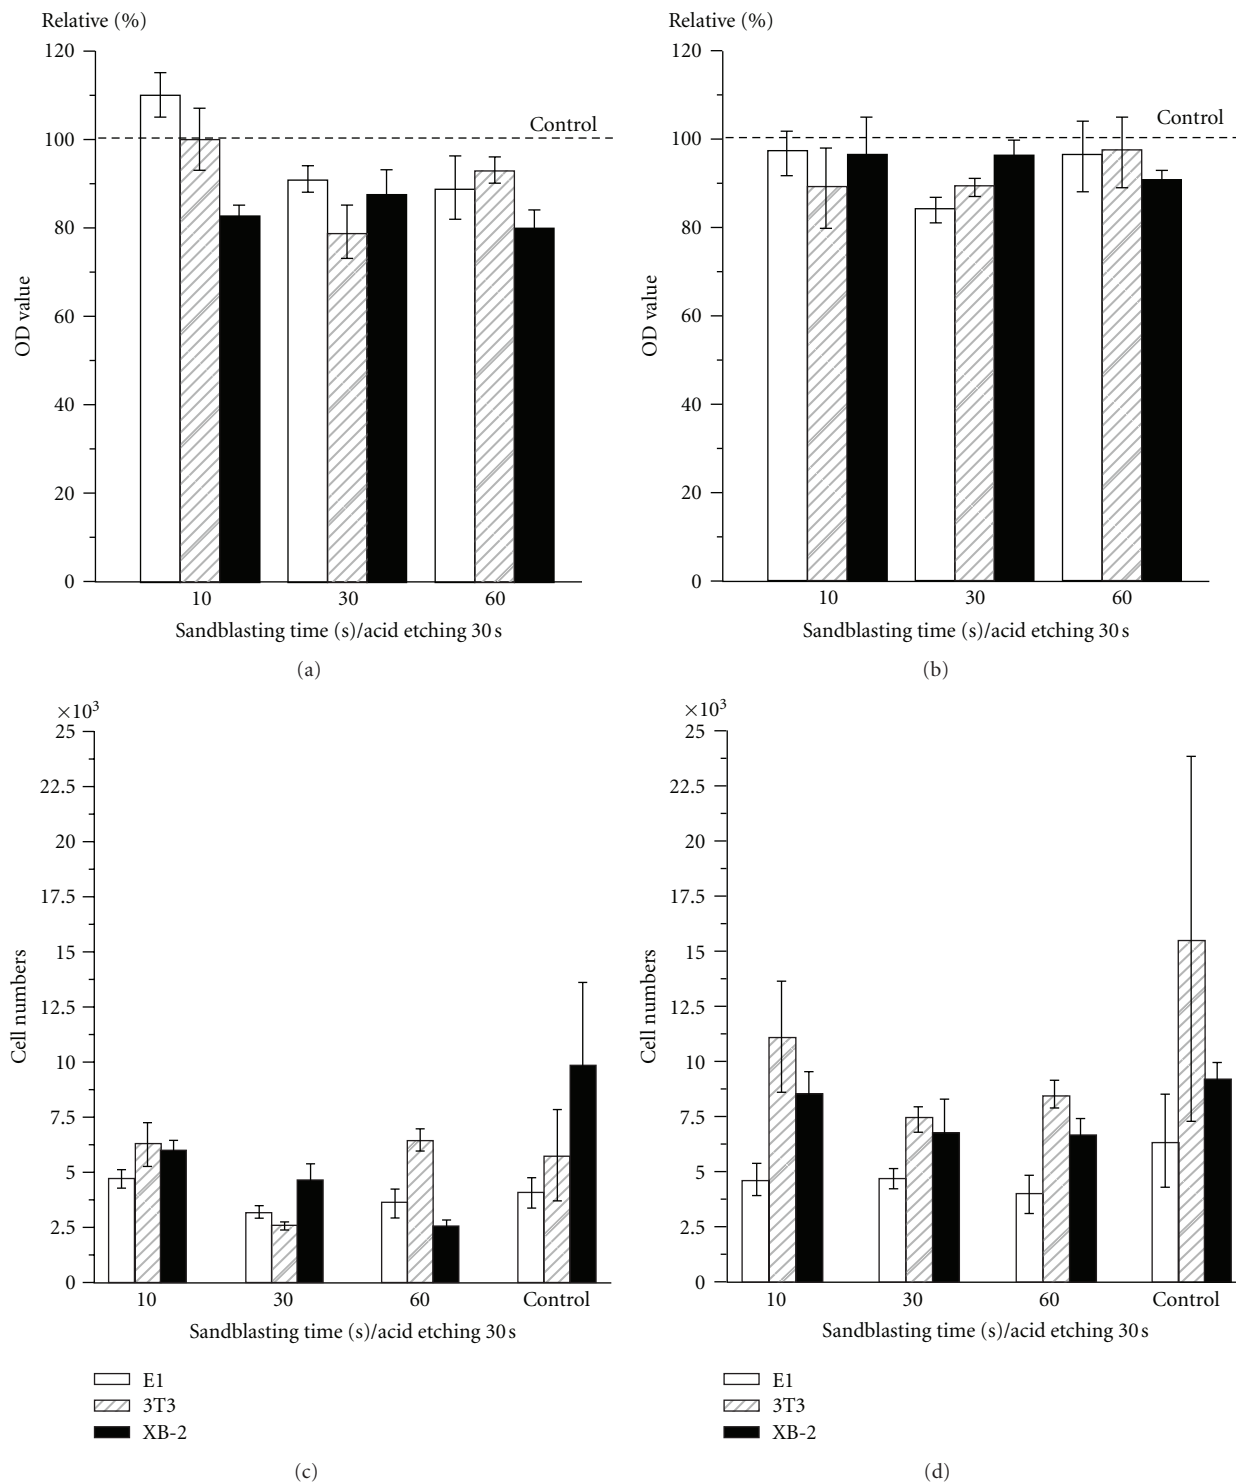 Relative (%)
120
100
80
60
40
20
0
OD value
Control
10 30 60
Sandblasting time (s)/acid etching 30 s
(a)
Relative (%)
120
100
80
60
40
20
0
OD value
Control
10 30 60
Sandblasting time (s)/acid etching 30 s
(b)
×10³
25
22.5
20
17.5
15
12.5
10
7.5
5
2.5
0
Cell numbers
10 30 60 Control
Sandblasting time (s)/acid etching 30 s
E1
3T3
XB-2
(c)
×10³
25
22.5
20
17.5
15
12.5
10
7.5
5
2.5
0
Cell numbers
10 30 60 Control
Sandblasting time (s)/acid etching 30 s
E1
3T3
XB-2
(d)